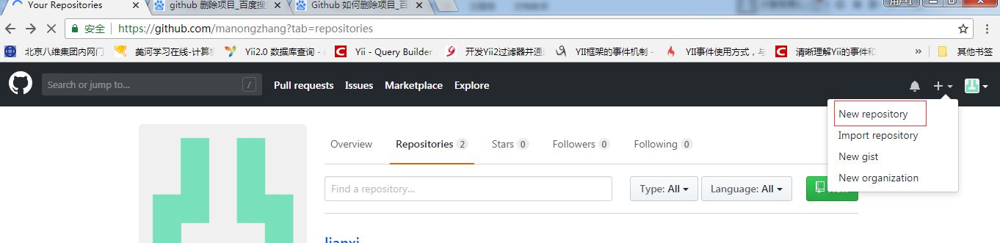 Your Repositories
github 删除项目_百度搜
Github 如何删除项目_百
用户1
安全 https://github.com/manongzhang?tab=repositories
北京八维集团内网门 美河学习在线-计算机 Yii2.0 数据库查询 - Yii - Query Builder 开发Yii2过滤器并通过 YII框架的事件机制 - YII事件使用方式，与 清晰理解Yii的事件和 » 其他书签
Search or jump to... / Pull requests Issues Marketplace Explore
New repository
Import repository
New gist
New organization
Overview Repositories 2 Stars 0 Followers 0 Following 0
Find a repository... Type: All Language: All
lianxi